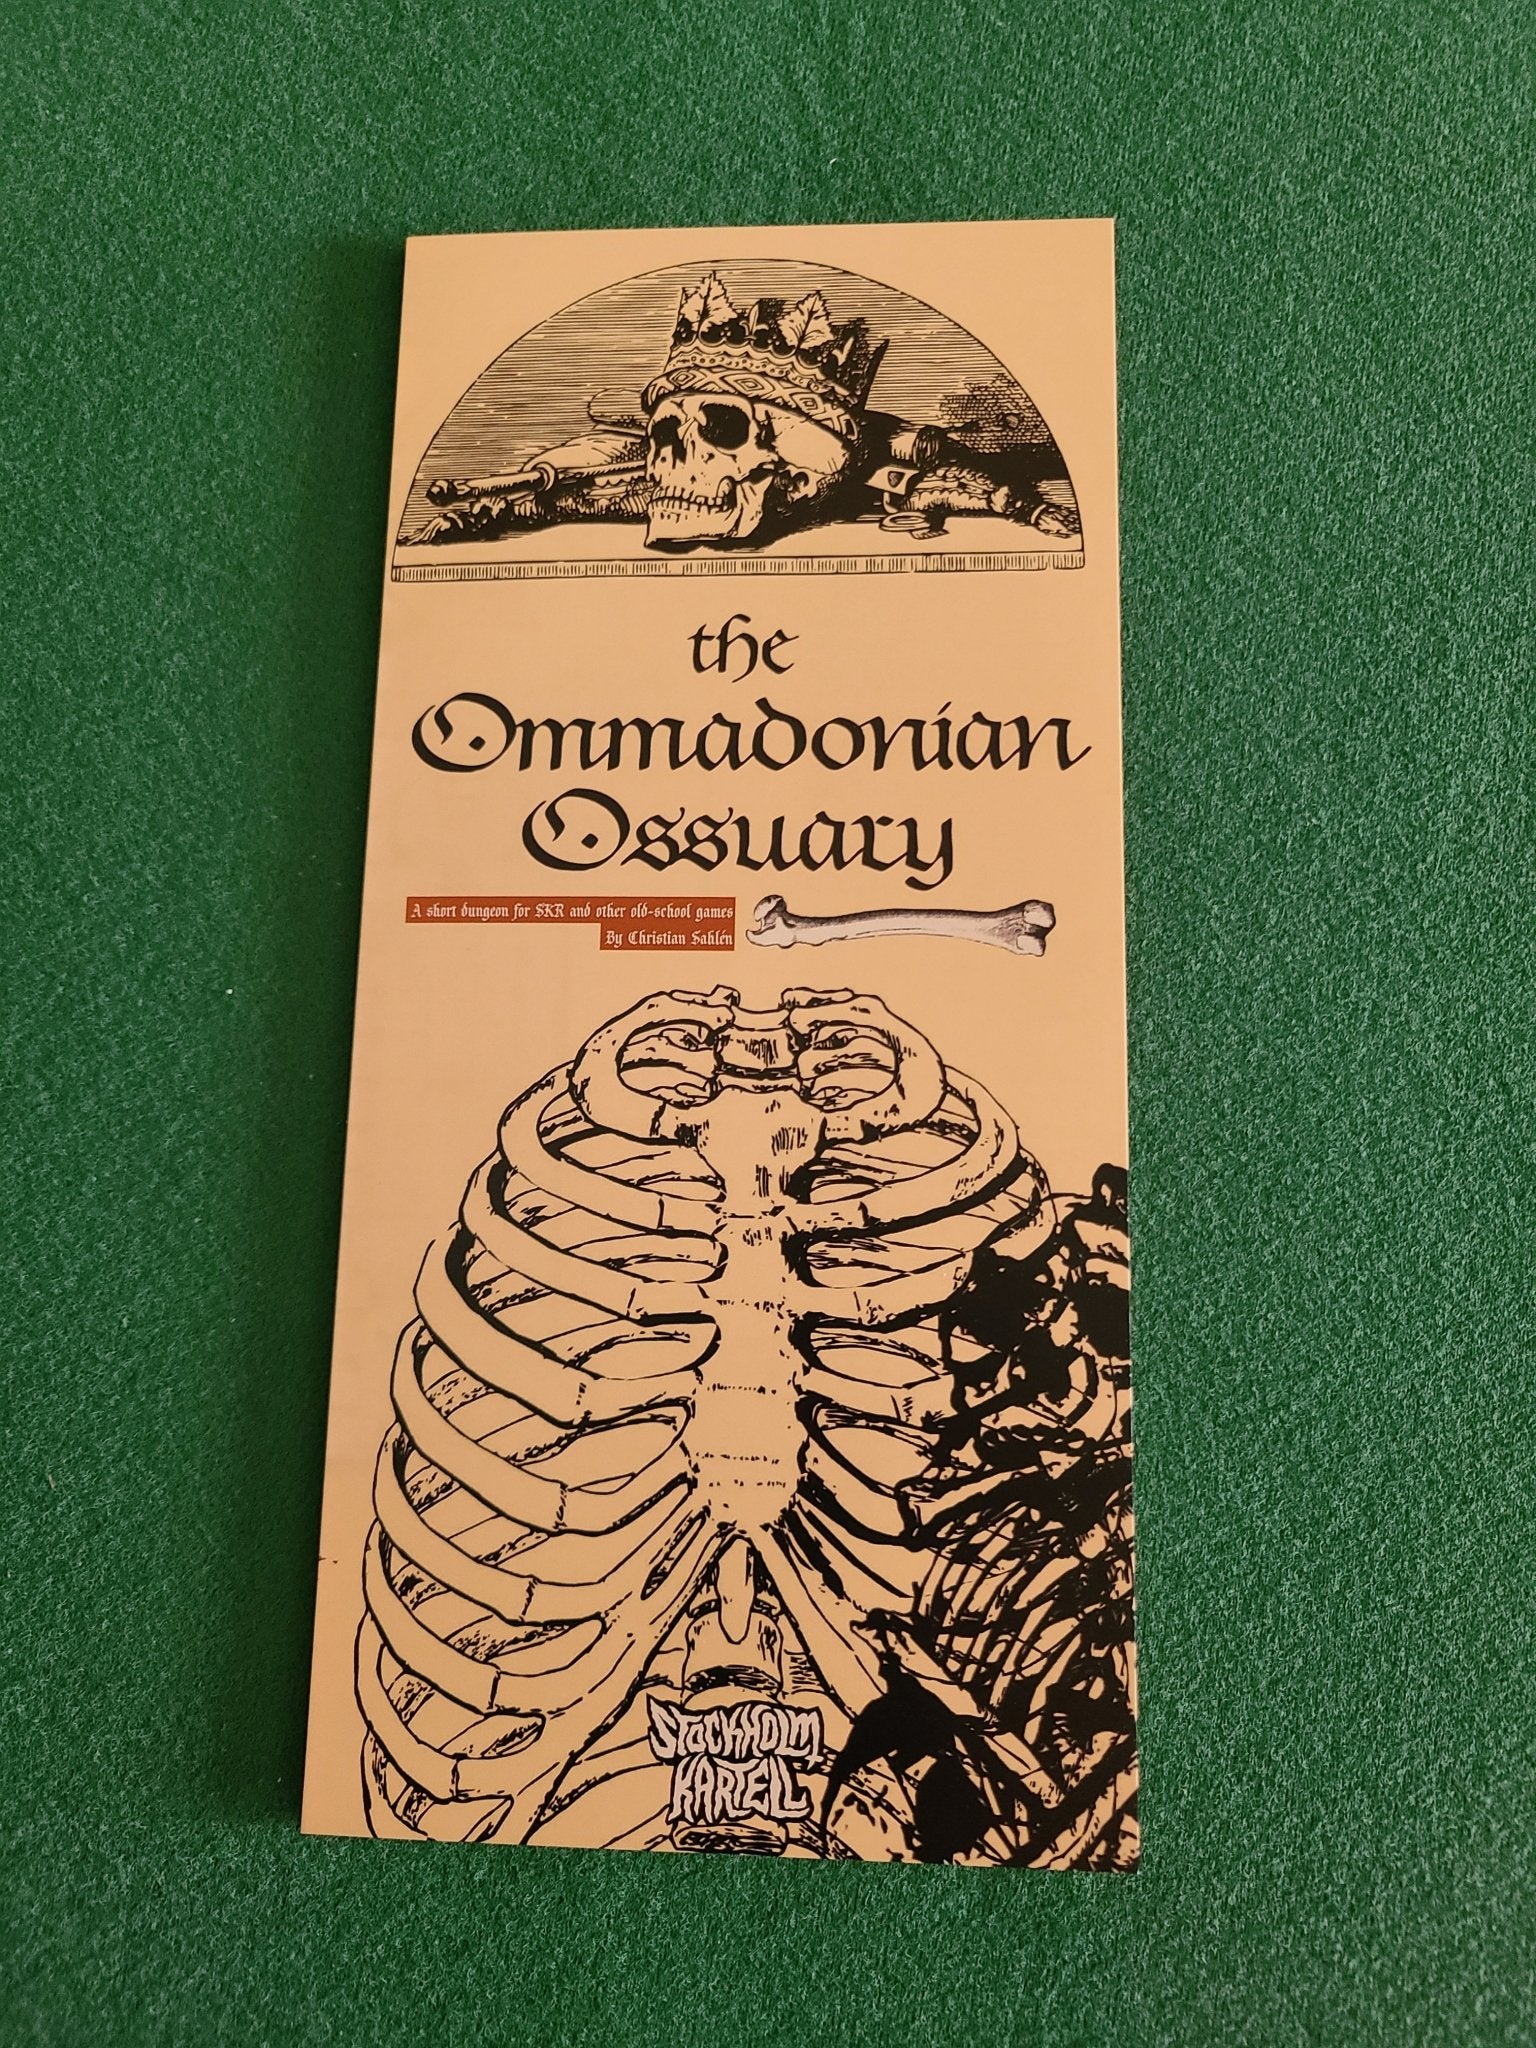 the
Ommadonian
Ossuary
A short dungeon for SKR and other old-school games
By Christian Sahlén
STOCKHOLM
KARTELL